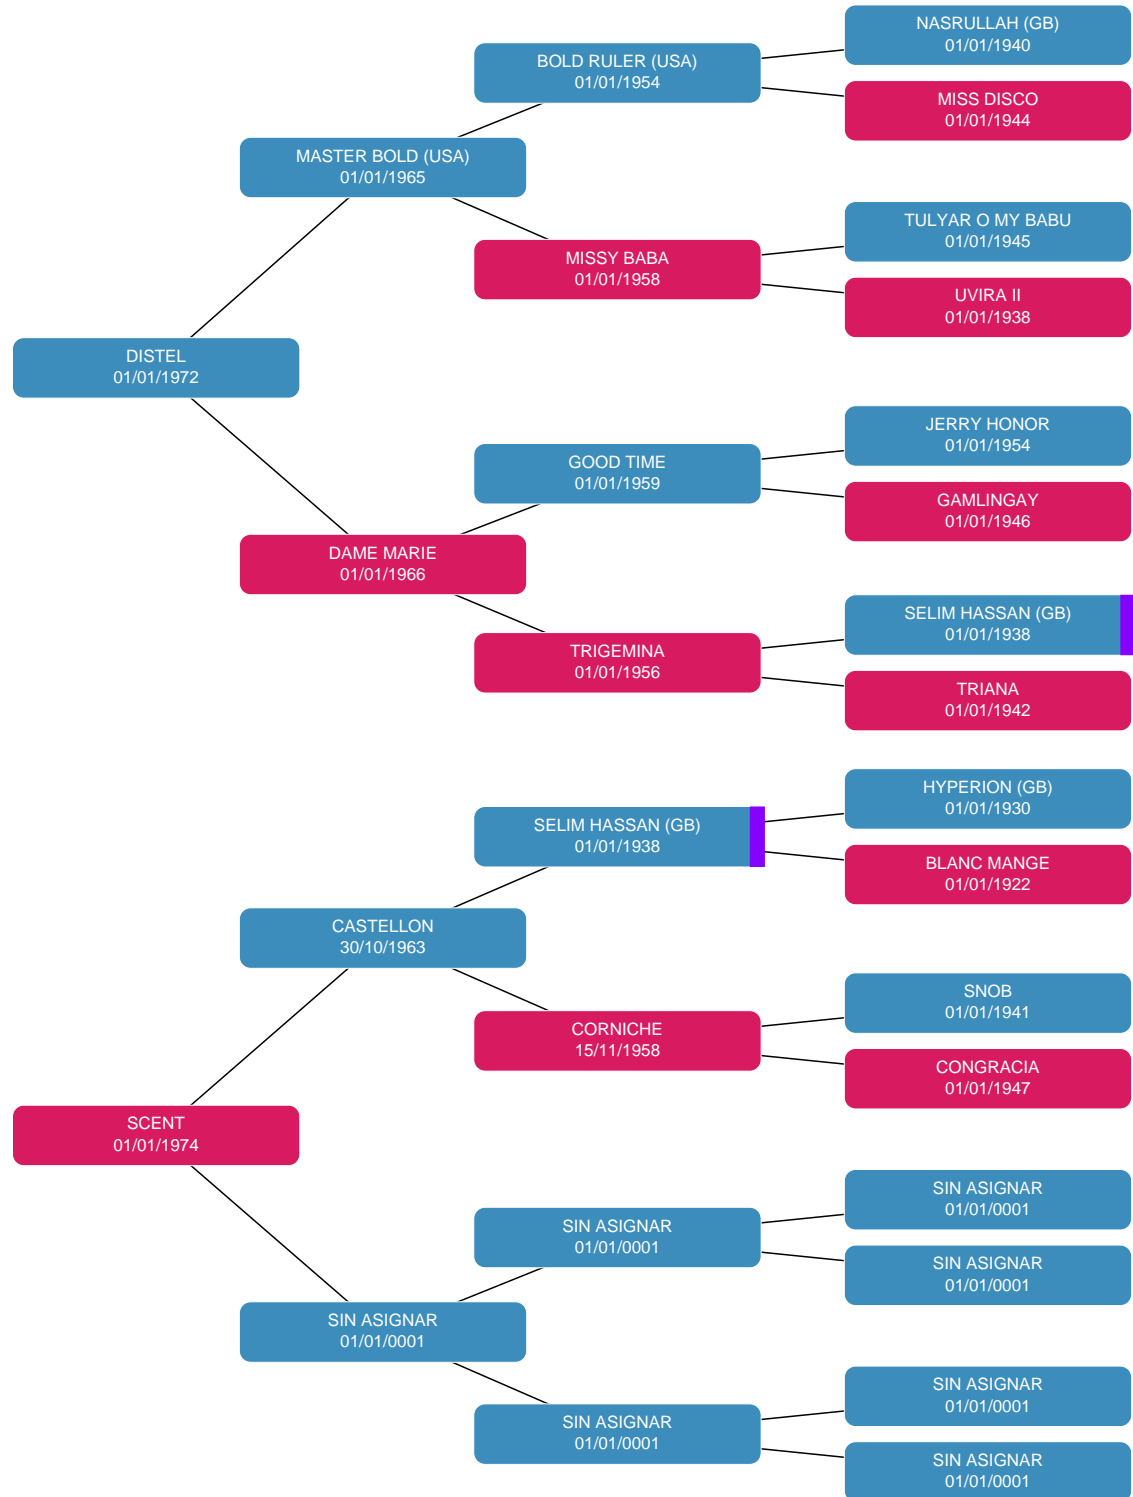 NASRULLAH (GB)
01/01/1940
BOLD RULER (USA)
01/01/1954
MISS DISCO
01/01/1944
MASTER BOLD (USA)
01/01/1965
TULYAR O MY BABU
01/01/1945
MISSY BABA
01/01/1958
UVIRA II
01/01/1938
DISTEL
01/01/1972
JERRY HONOR
01/01/1954
GOOD TIME
01/01/1959
GAMLINGAY
01/01/1946
DAME MARIE
01/01/1966
SELIM HASSAN (GB)
01/01/1938
TRIGEMINA
01/01/1956
TRIANA
01/01/1942
HYPERION (GB)
01/01/1930
SELIM HASSAN (GB)
01/01/1938
BLANC MANGE
01/01/1922
CASTELLON
30/10/1963
SNOB
01/01/1941
CORNICHE
15/11/1958
CONGRACIA
01/01/1947
SCENT
01/01/1974
SIN ASIGNAR
01/01/0001
SIN ASIGNAR
01/01/0001
SIN ASIGNAR
01/01/0001
SIN ASIGNAR
01/01/0001
SIN ASIGNAR
01/01/0001
SIN ASIGNAR
01/01/0001
SIN ASIGNAR
01/01/0001